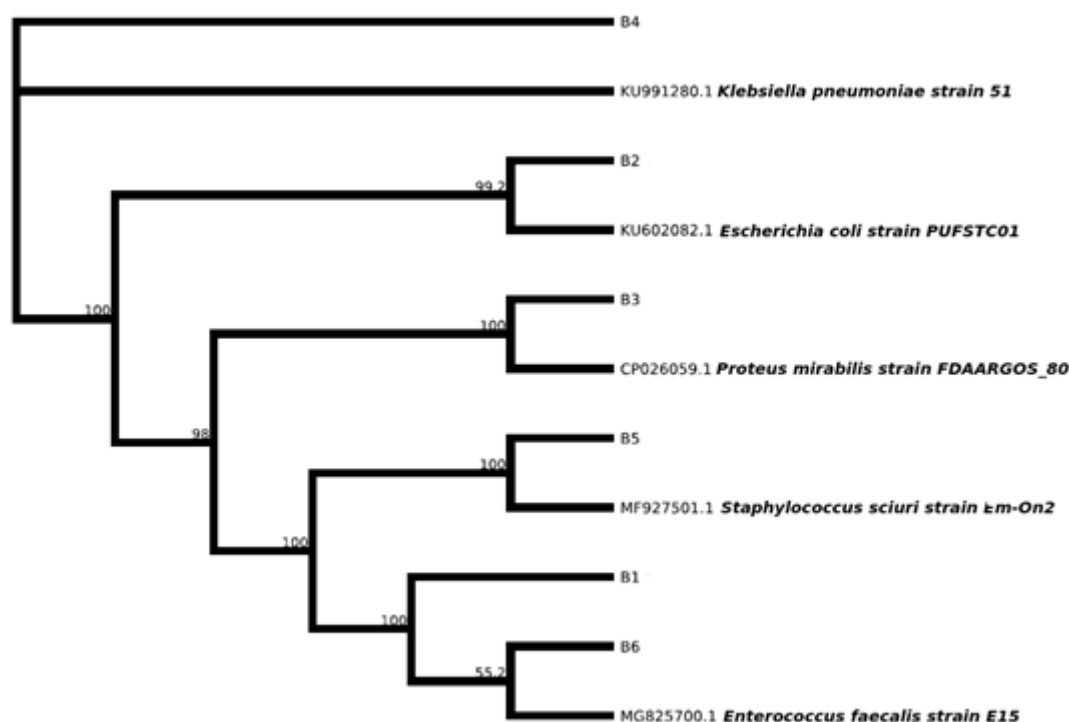 B4
KU991280.1 Klebsiella pneumoniae strain 51
B2
99.2
KU602082.1 Escherichia coli strain PUFSTC01
B3
100
100
CP026059.1 Proteus mirabilis strain FDAARGOS_80
98
B5
100
MF927501.1 Staphylococcus sciuri strain Em-On2
100
B1
100
B6
55.2
MG825700.1 Enterococcus faecalis strain E15